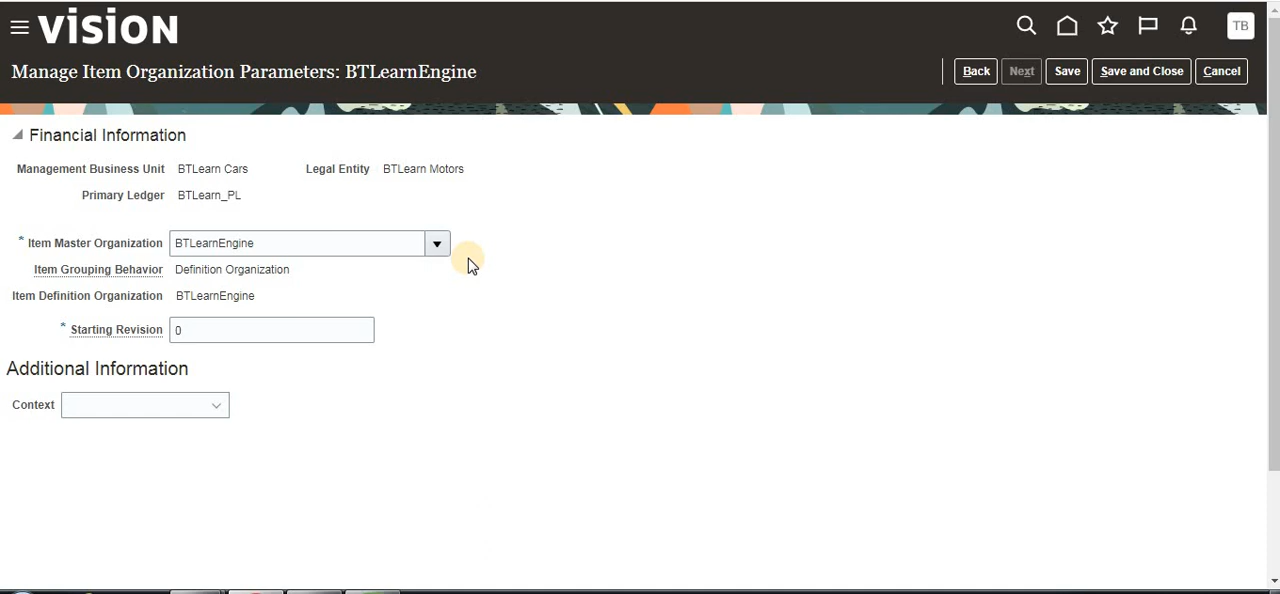 vision
TB
Manage Item Organization Parameters: BTLearnEngine
Back Next Save Save and Close Cancel
Financial Information
Management Business Unit BTLearn Cars Legal Entity BTLearn Motors
Primary Ledger BTLearn_PL
* Item Master Organization BTLearnEngine
Item Grouping Behavior Definition Organization
Item Definition Organization BTLearnEngine
* Starting Revision 0
Additional Information
Context